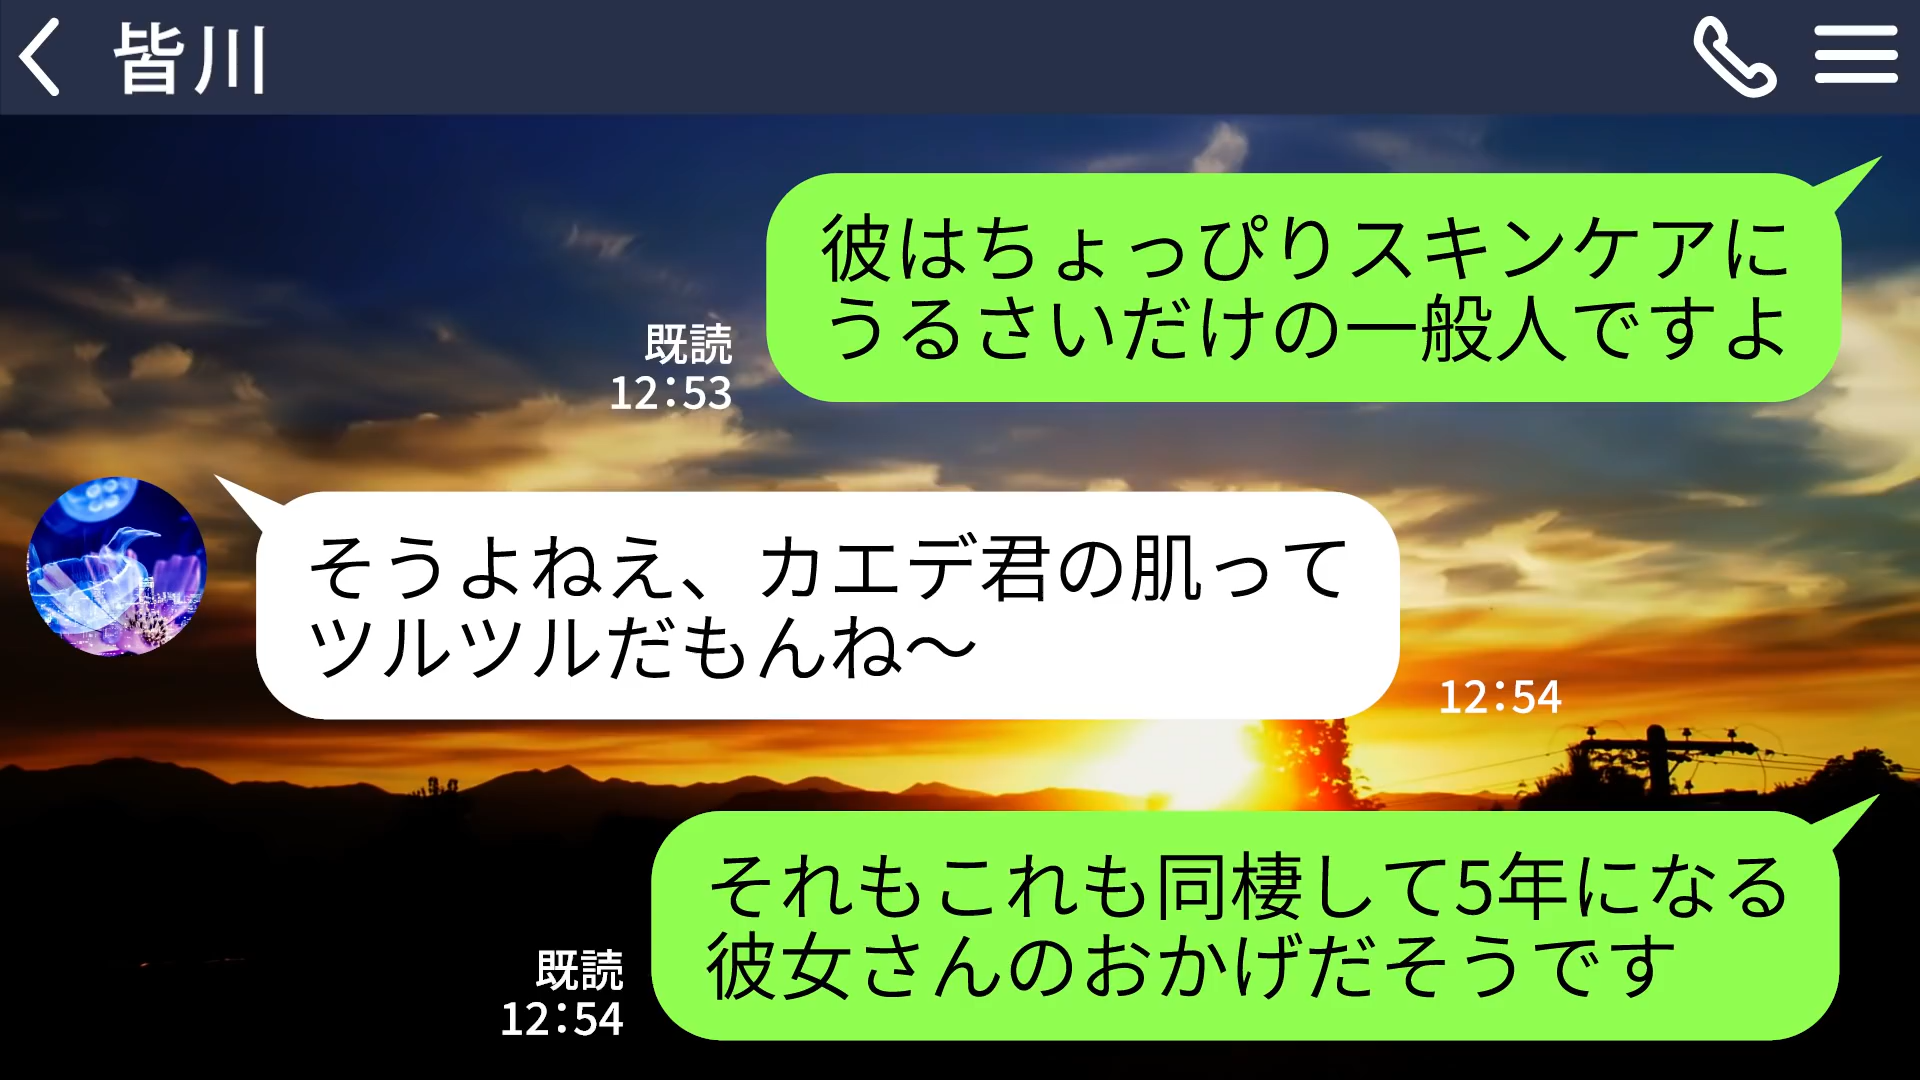 皆川
彼はちょっぴりスキンケアに
うるさいだけの一般人ですよ
既読
12:53
そうよねえ、カエデ君の肌って
ツルツルだもんね～
12:54
それもこれも同棲して5年になる
彼女さんのおかげだそうです
既読
12:54